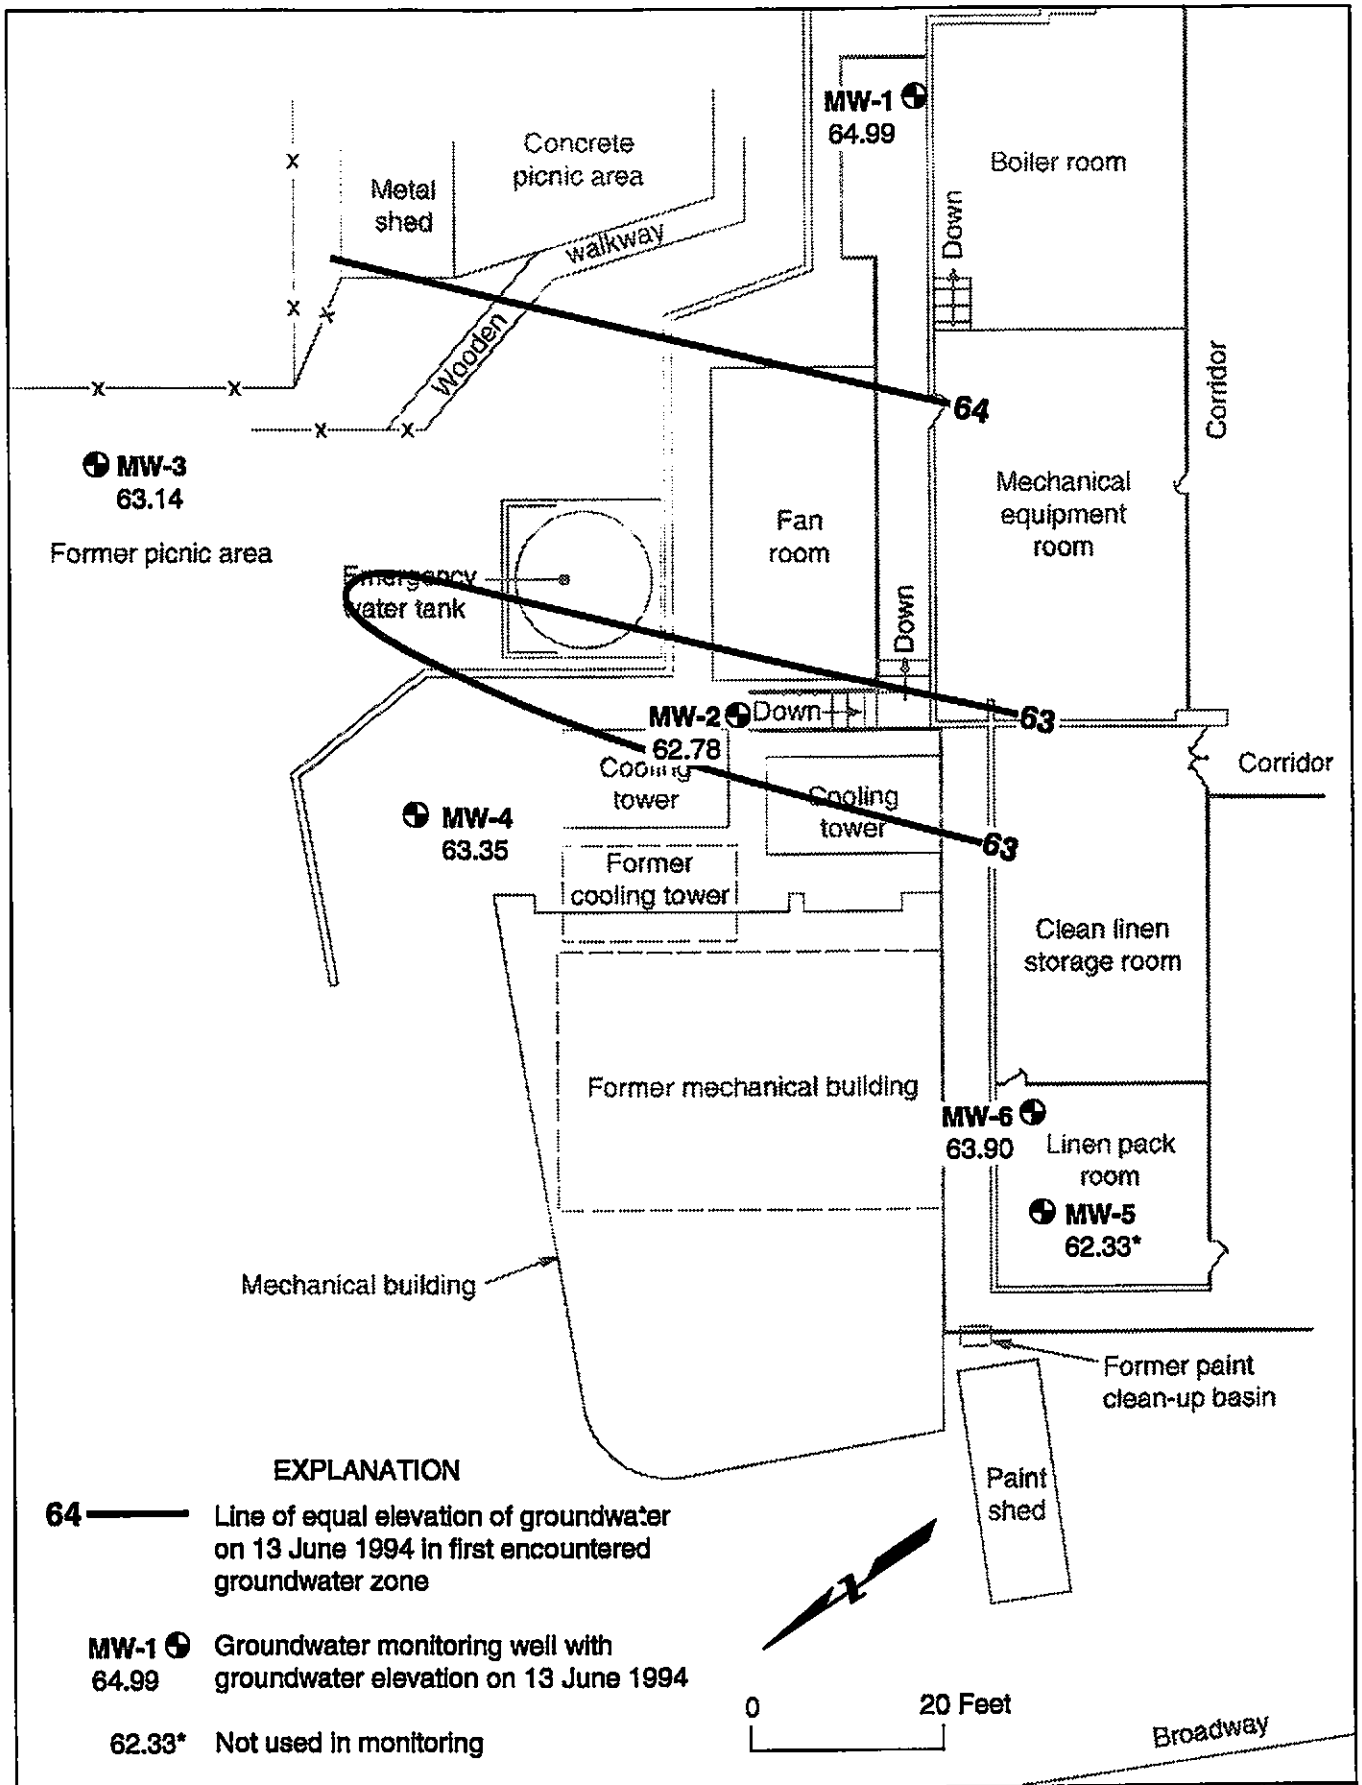 MW-1
64.99
Boiler room
Concrete
picnic area
Metal
shed
walkway
Down
Wooden
64
Corridor
MW-3
63.14
Former picnic area
Mechanical
equipment
room
Fan
room
Emergency
water tank
Down
MW-2
62.78
Down
63
Corridor
Cooling
tower
Cooling
tower
63
MW-4
63.35
Former
cooling tower
Clean linen
storage room
Former mechanical building
MW-6
63.90
Linen pack
room
MW-5
62.33*
Mechanical building
Former paint
clean-up basin
Paint
shed
EXPLANATION
64
Line of equal elevation of groundwater
on 13 June 1994 in first encountered
groundwater zone
MW-1
64.99
Groundwater monitoring well with
groundwater elevation on 13 June 1994
62.33* Not used in monitoring
Z
0 20 Feet
Broadway